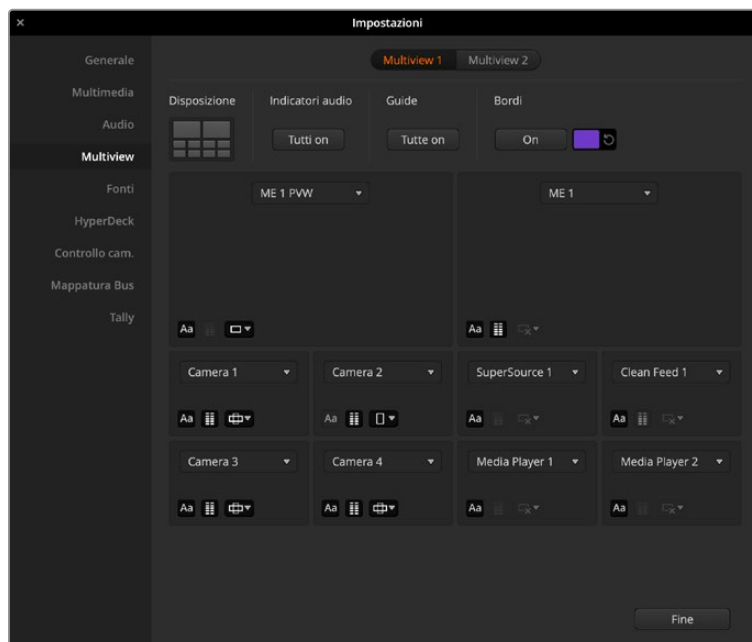 Impostazioni
Generale
Multimedia
Audio
Multiview
Fonti
HyperDeck
Controllo cam.
Mappatura Bus
Tally
Multiview 1 Multiview 2
Disposizione Indicatori audio Guide Bordi
Tutti on Tutte on On
ME 1 PVW ME 1
Aa Aa
Camera 1 Camera 2 SuperSource 1 Clean Feed 1
Aa Aa Aa Aa
Camera 3 Camera 4 Media Player 1 Media Player 2
Aa Aa Aa Aa
Fine